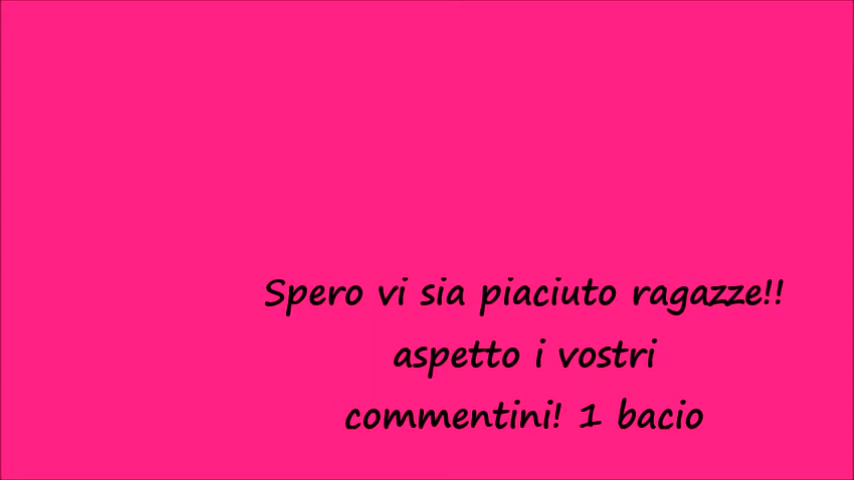 Spero vi sia piaciuto ragazze!!
aspetto i vostri
commentini! 1 bacio